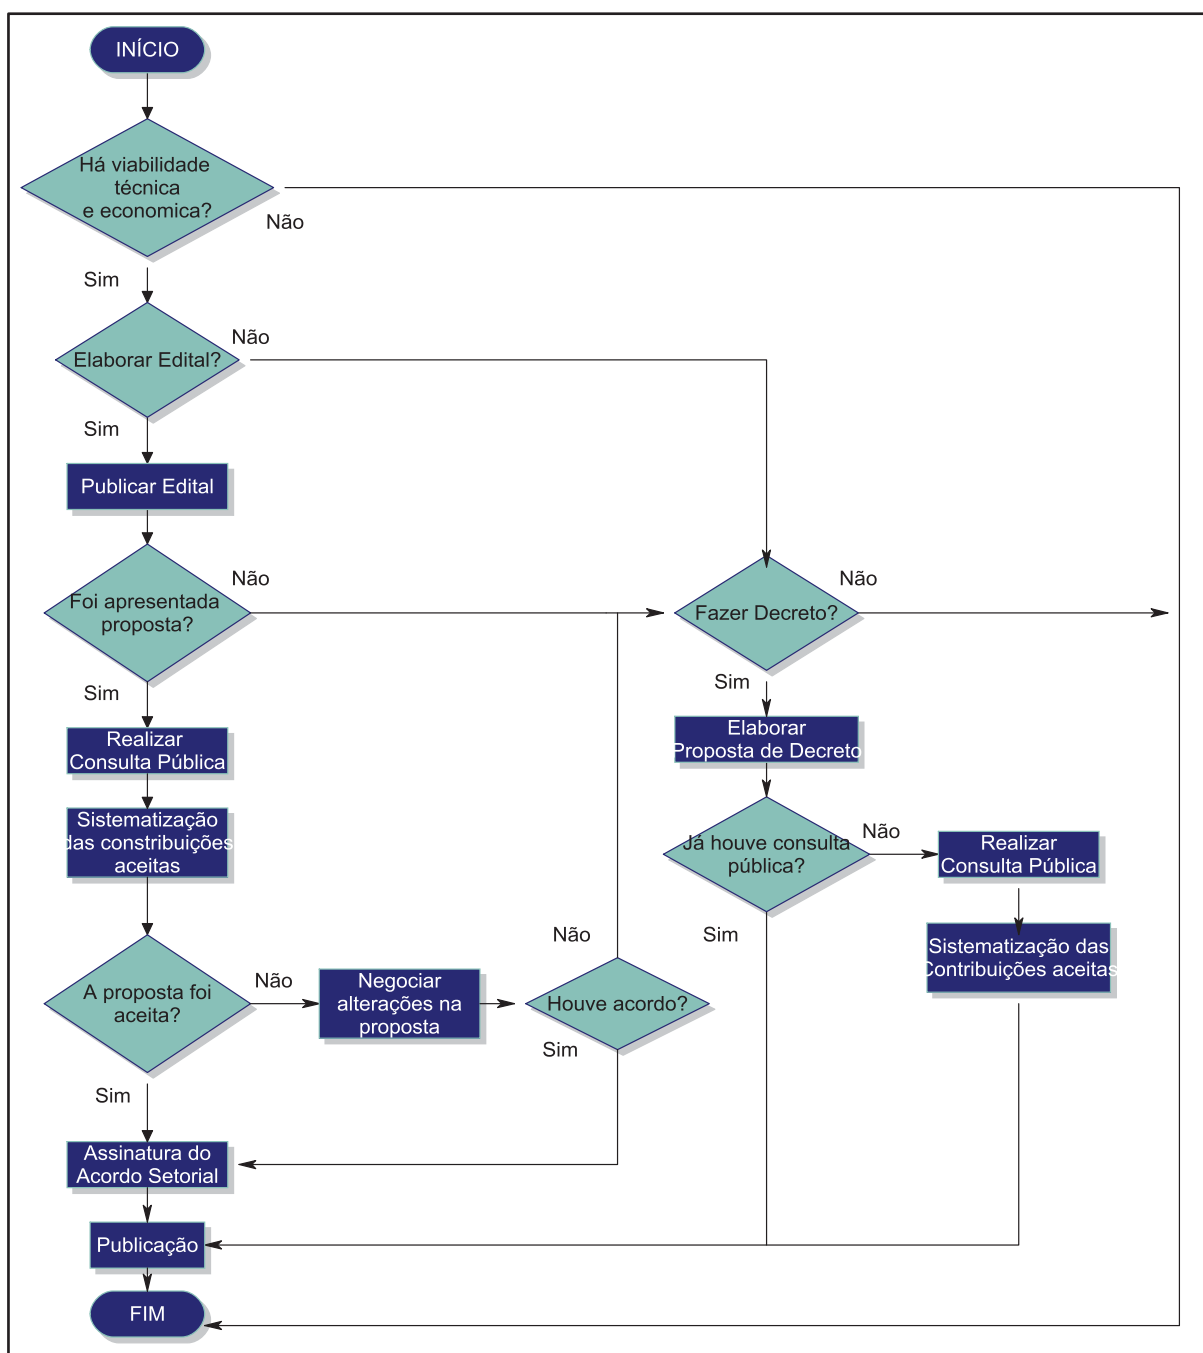 INÍCIO
Há viabilidade
técnica
e economica?
Não
Sim
Não
Elaborar Edital?
Sim
Publicar Edital
Não
Foi apresentada
proposta?
Sim
Não
Fazer Decreto?
Sim
Realizar
Consulta Pública
Elaborar
Proposta de Decreto
Sistematização
das constribuições
aceitas
Já houve consulta
pública?
Não
Realizar
Consulta Pública
Sim
Sistematização das
Contribuições aceitas
A proposta foi
aceita?
Não
Negociar
alterações na
proposta
Não
Houve acordo?
Sim
Sim
Assinatura do
Acordo Setorial
Publicação
FIM